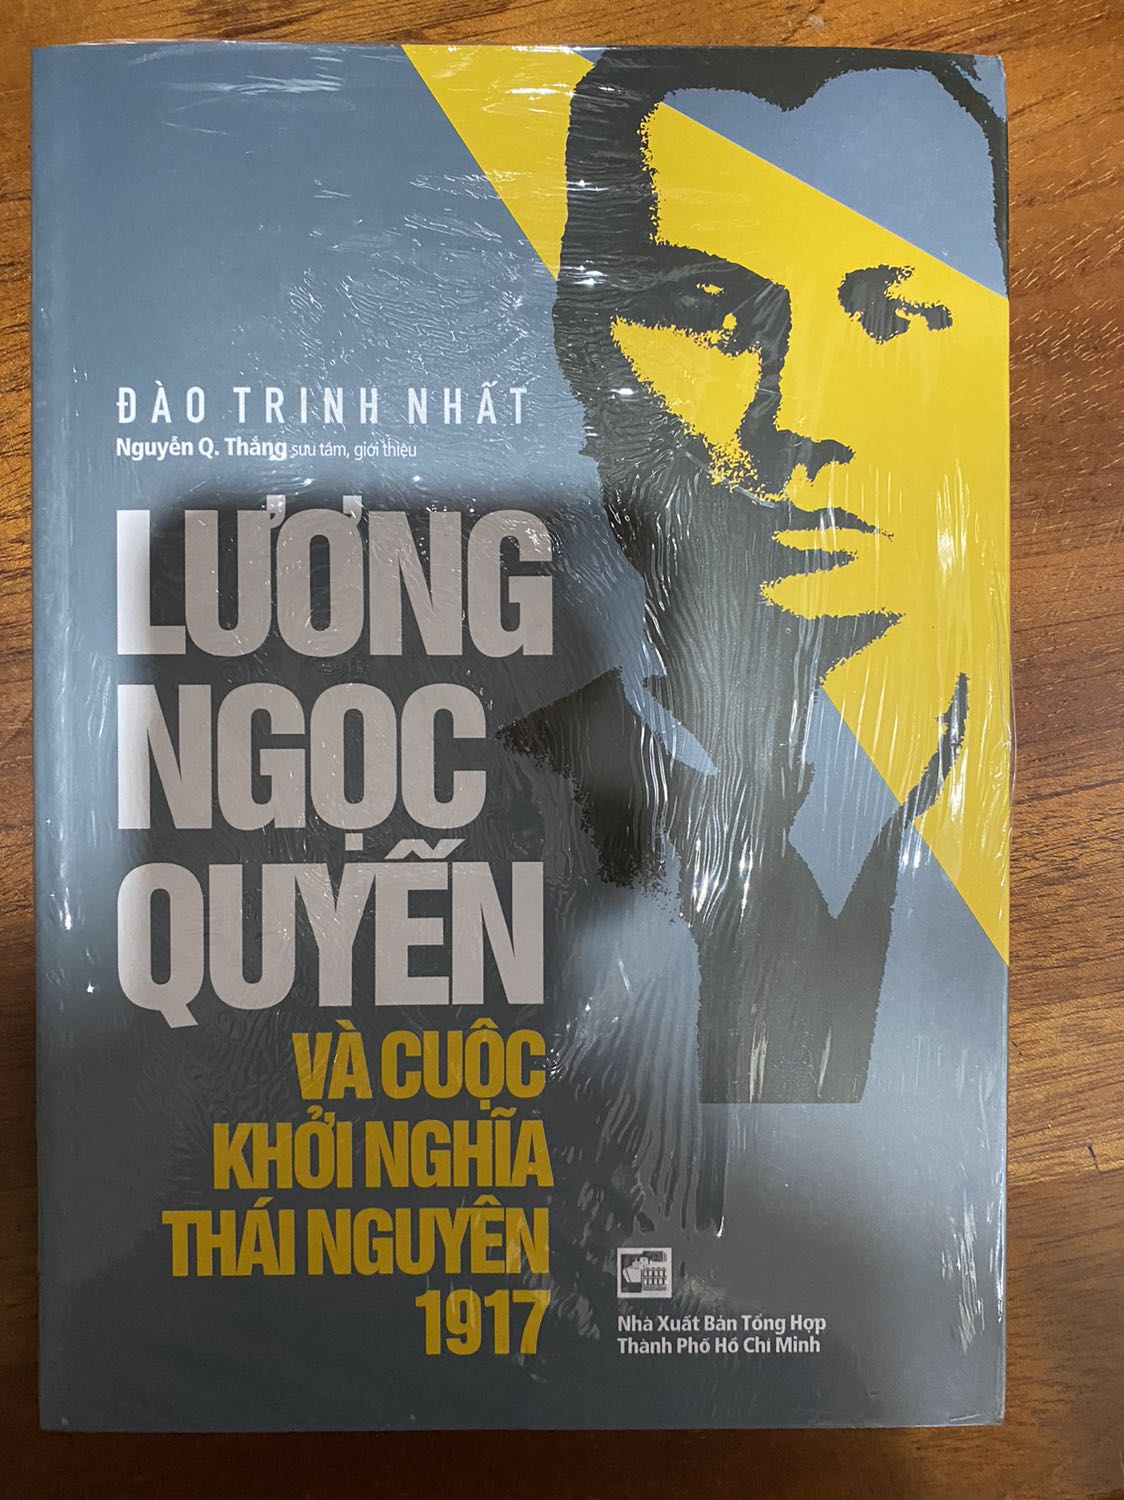 ĐÀO TRINH NHẤT
Nguyễn Q. Thắng sưu tầm, giới thiệu
LƯƠNG
NGỌC
QUYẾN
VÀ CUỘC
KHỞI NGHĨA
THÁI NGUYÊN
1917
Nhà Xuất Bản Tổng Hợp
Thành Phố Hồ Chí Minh